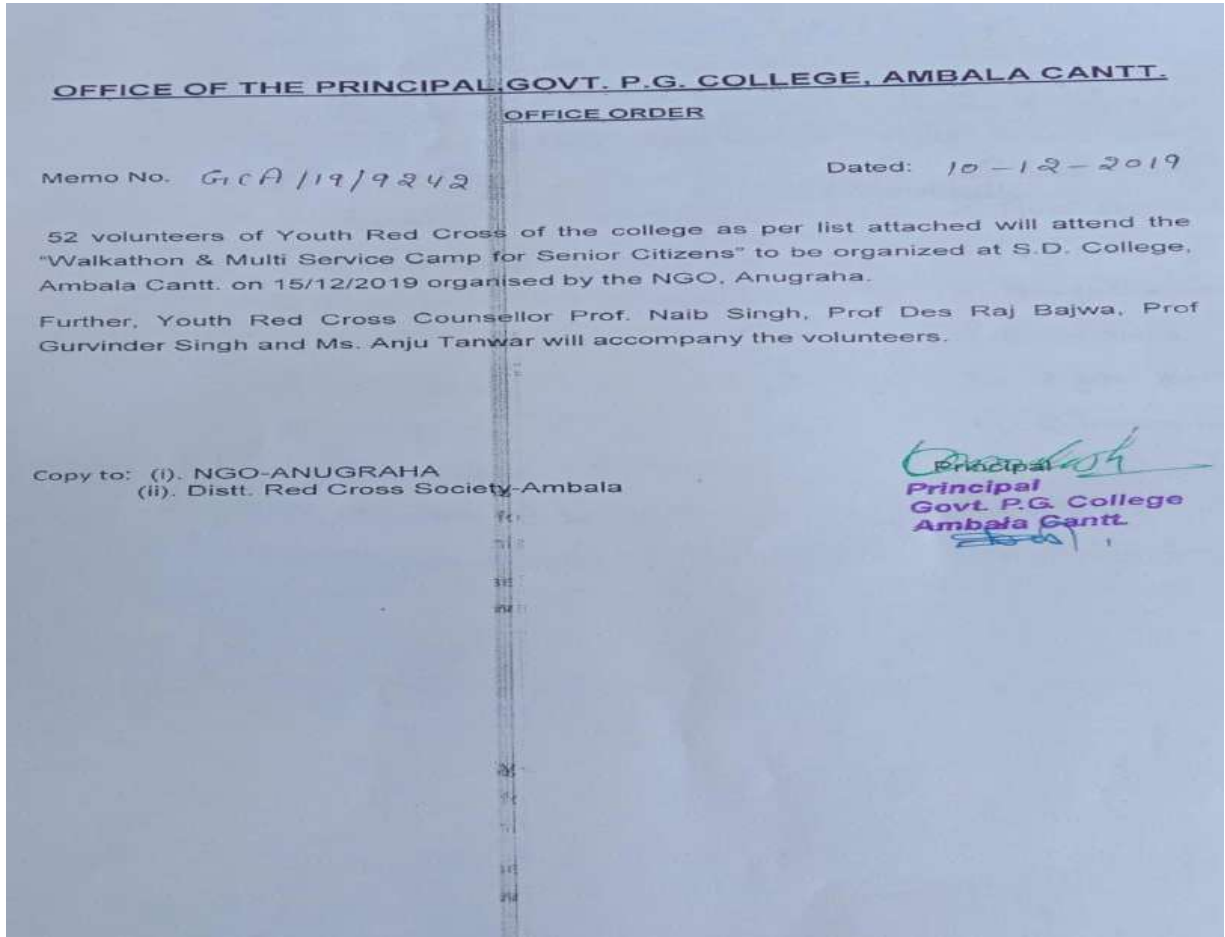 OFFICE OF THE PRINCIPAL GOVT. P.G. COLLEGE, AMBALA CANTT.
OFFICE ORDER
Memo No. GCA/19/9242 Dated: 10-12-2019
52 volunteers of Youth Red Cross of the college as per list attached will attend the
"Walkathon & Multi Service Camp for Senior Citizens" to be organized at S.D. College,
Ambala Cantt. on 15/12/2019 organised by the NGO, Anugraha.
Further, Youth Red Cross Counsellor Prof. Naib Singh, Prof Des Raj Bajwa, Prof
Gurvinder Singh and Ms. Anju Tanwar will accompany the volunteers.
Copy to: (i). NGO-ANUGRAHA
(ii). Distt. Red Cross Society-Ambala
Principal
Principal
Govt. P.G. College
Ambala Cantt.